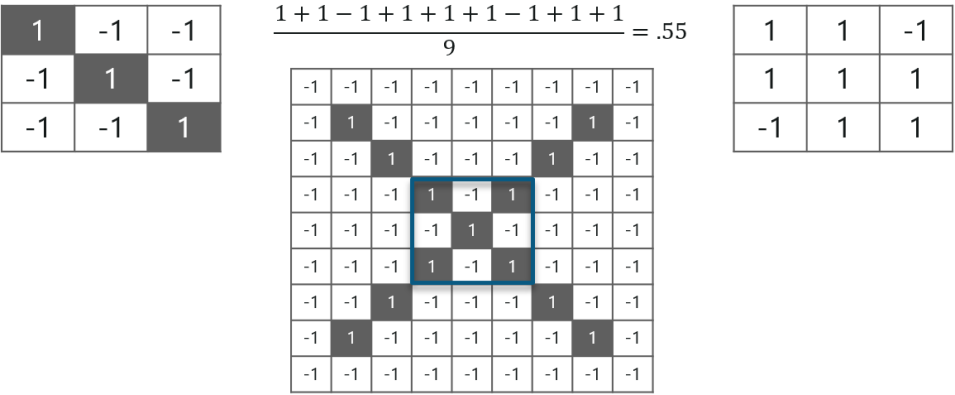 1 -1 -1
-1 1 -1
-1 -1 1
1 + 1 − 1 + 1 + 1 + 1 − 1 + 1 + 1
9
= .55
-1 -1 -1 -1 -1 -1 -1 -1 -1
-1 1 -1 -1 -1 -1 -1 1 -1
-1 -1 1 -1 -1 -1 1 -1 -1
-1 -1 -1 1 -1 1 -1 -1 -1
-1 -1 -1 -1 1 -1 -1 -1 -1
-1 -1 -1 1 -1 1 -1 -1 -1
-1 -1 1 -1 -1 -1 1 -1 -1
-1 1 -1 -1 -1 -1 -1 1 -1
-1 -1 -1 -1 -1 -1 -1 -1 -1
1 1 -1
1 1 1
-1 1 1